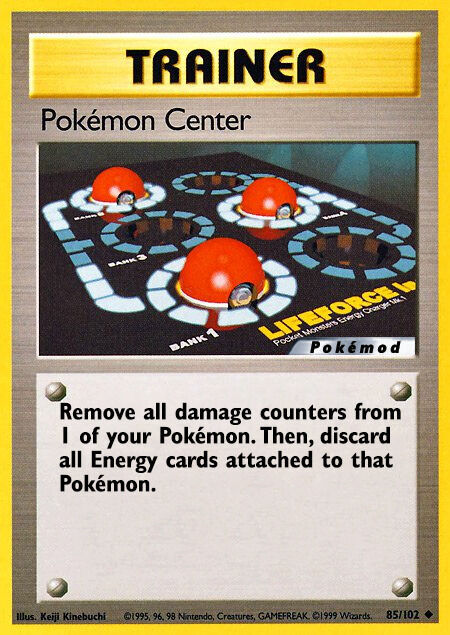 TRAINER
Pokémon Center
BANK 4
BANK 3
BANK 1
LIFEFORCE
Pocket Monsters Energy Charger Mk.1
Pokémod
Remove all damage counters from
1 of your Pokémon. Then, discard
all Energy cards attached to that
Pokémon.
Illus. Keiji Kinebuchi ©1995, 96, 98 Nintendo, Creatures, GAMEFREAK. ©1999 Wizards. 85/102